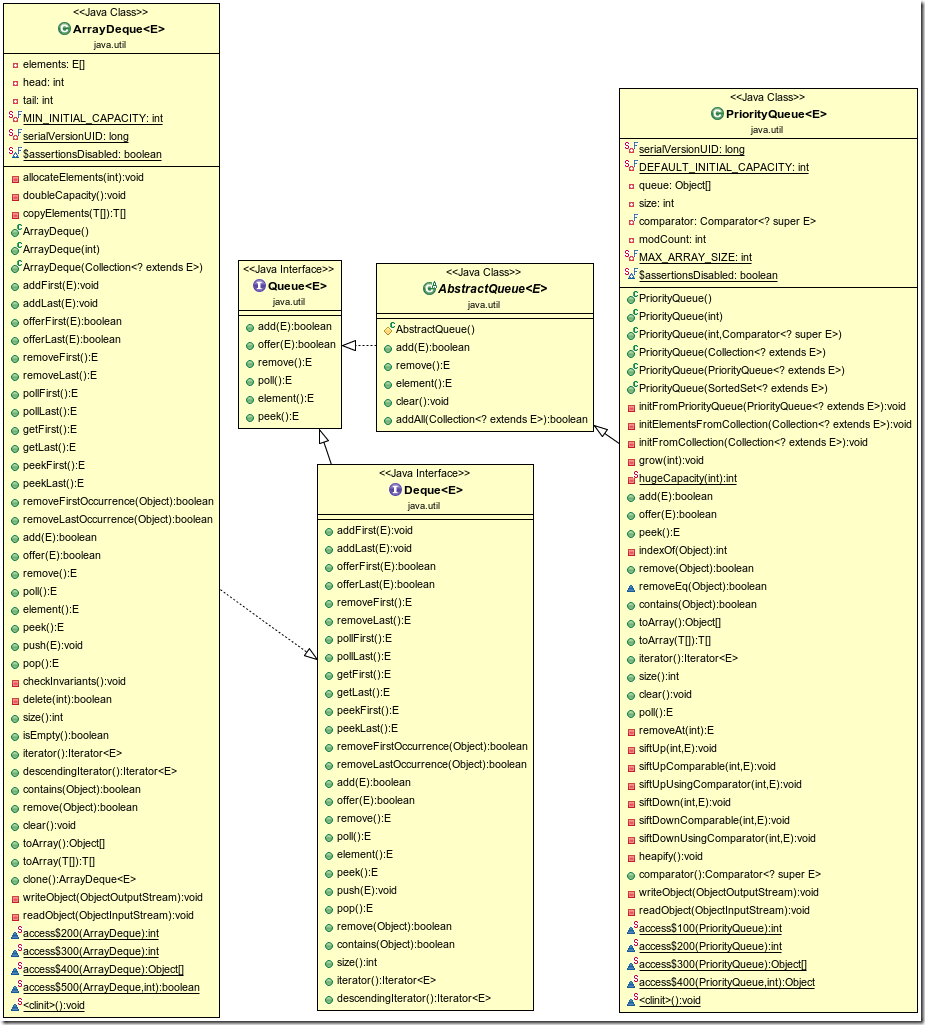 <<Java Class>>
ArrayDeque<E>
java.util
elements: E[]
head: int
tail: int
MIN_INITIAL_CAPACITY: int
serialVersionUID: long
$assertionsDisabled: boolean
allocateElements(int):void
doubleCapacity():void
copyElements(T[]):T[]
ArrayDeque()
ArrayDeque(int)
ArrayDeque(Collection<? extends E>)
addFirst(E):void
addLast(E):void
offerFirst(E):boolean
offerLast(E):boolean
removeFirst():E
removeLast():E
pollFirst():E
pollLast():E
getFirst():E
getLast():E
peekFirst():E
peekLast():E
removeFirstOccurrence(Object):boolean
removeLastOccurrence(Object):boolean
add(E):boolean
offer(E):boolean
remove():E
poll():E
element():E
peek():E
push(E):void
pop():E
checkInvariants():void
delete(int):boolean
size():int
isEmpty():boolean
iterator():Iterator<E>
descendingIterator():Iterator<E>
contains(Object):boolean
remove(Object):boolean
clear():void
toArray():Object[]
toArray(T[]):T[]
clone():ArrayDeque<E>
writeObject(ObjectOutputStream):void
readObject(ObjectInputStream):void
access$200(ArrayDeque):int
access$300(ArrayDeque):int
access$400(ArrayDeque):Object[]
access$500(ArrayDeque,int):boolean
<clinit>():void
<<Java Interface>>
Queue<E>
java.util
add(E):boolean
offer(E):boolean
remove():E
poll():E
element():E
peek():E
<<Java Class>>
AbstractQueue<E>
java.util
AbstractQueue()
add(E):boolean
remove():E
element():E
clear():void
addAll(Collection<? extends E>):boolean
<<Java Interface>>
Deque<E>
java.util
addFirst(E):void
addLast(E):void
offerFirst(E):boolean
offerLast(E):boolean
removeFirst():E
removeLast():E
pollFirst():E
pollLast():E
getFirst():E
getLast():E
peekFirst():E
peekLast():E
removeFirstOccurrence(Object):boolean
removeLastOccurrence(Object):boolean
add(E):boolean
offer(E):boolean
remove():E
poll():E
element():E
peek():E
push(E):void
pop():E
remove(Object):boolean
contains(Object):boolean
size():int
iterator():Iterator<E>
descendingIterator():Iterator<E>
<<Java Class>>
PriorityQueue<E>
java.util
serialVersionUID: long
DEFAULT_INITIAL_CAPACITY: int
queue: Object[]
size: int
comparator: Comparator<? super E>
modCount: int
MAX_ARRAY_SIZE: int
$assertionsDisabled: boolean
PriorityQueue()
PriorityQueue(int)
PriorityQueue(int,Comparator<? super E>)
PriorityQueue(Collection<? extends E>)
PriorityQueue(PriorityQueue<? extends E>)
PriorityQueue(SortedSet<? extends E>)
initFromPriorityQueue(PriorityQueue<? extends E>):void
initElementsFromCollection(Collection<? extends E>):void
initFromCollection(Collection<? extends E>):void
grow(int):void
hugeCapacity(int):int
add(E):boolean
offer(E):boolean
peek():E
indexOf(Object):int
remove(Object):boolean
removeEq(Object):boolean
contains(Object):boolean
toArray():Object[]
toArray(T[]):T[]
iterator():Iterator<E>
size():int
clear():void
poll():E
removeAt(int):E
siftUp(int,E):void
siftUpComparable(int,E):void
siftUpUsingComparator(int,E):void
siftDown(int,E):void
siftDownComparable(int,E):void
siftDownUsingComparator(int,E):void
heapify():void
comparator():Comparator<? super E>
writeObject(ObjectOutputStream):void
readObject(ObjectInputStream):void
access$100(PriorityQueue):int
access$200(PriorityQueue):int
access$300(PriorityQueue):Object[]
access$400(PriorityQueue,int):Object
<clinit>():void